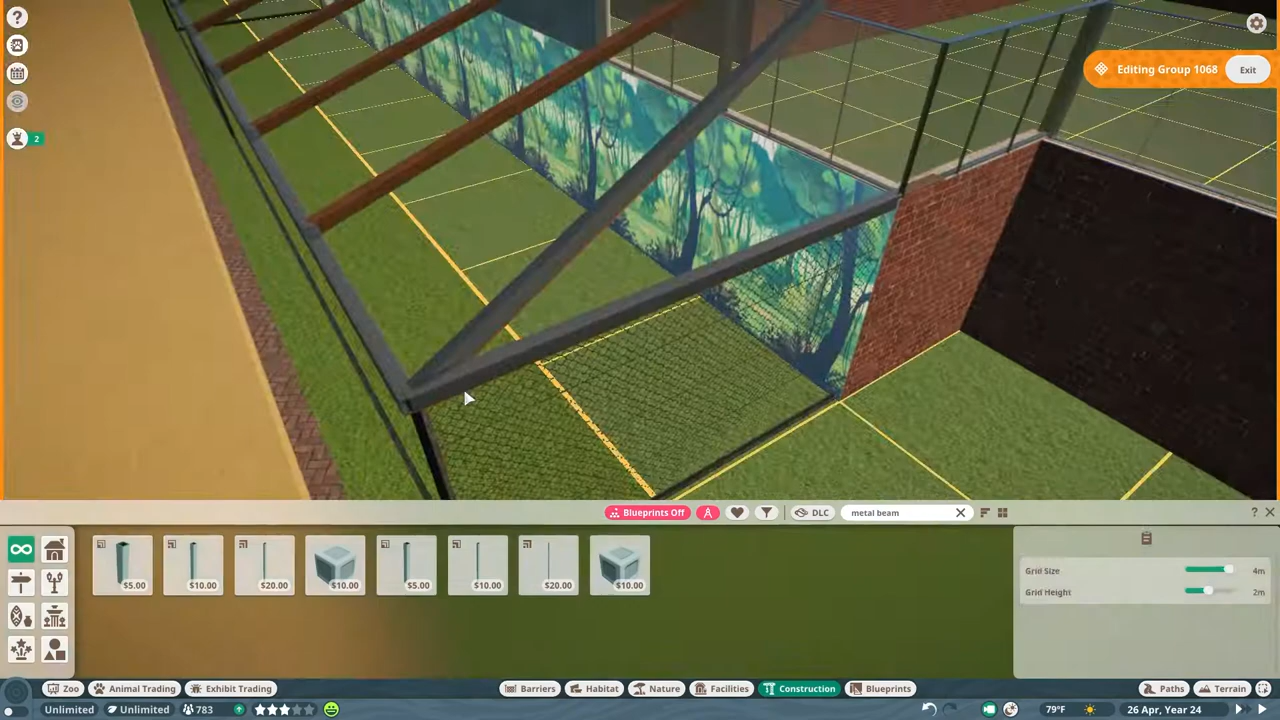 ?
Editing Group 1068 Exit
2
Blueprints Off DLC metal beam ?
$5.00 $10.00 $20.00 $10.00 $5.00 $10.00 $20.00 $10.00
Grid Size 4m
Grid Height 2m
Zoo Animal Trading Exhibit Trading Barriers Habitat Nature Facilities Construction Blueprints Paths Terrain
Unlimited Unlimited 783 79°F 26 Apr, Year 24